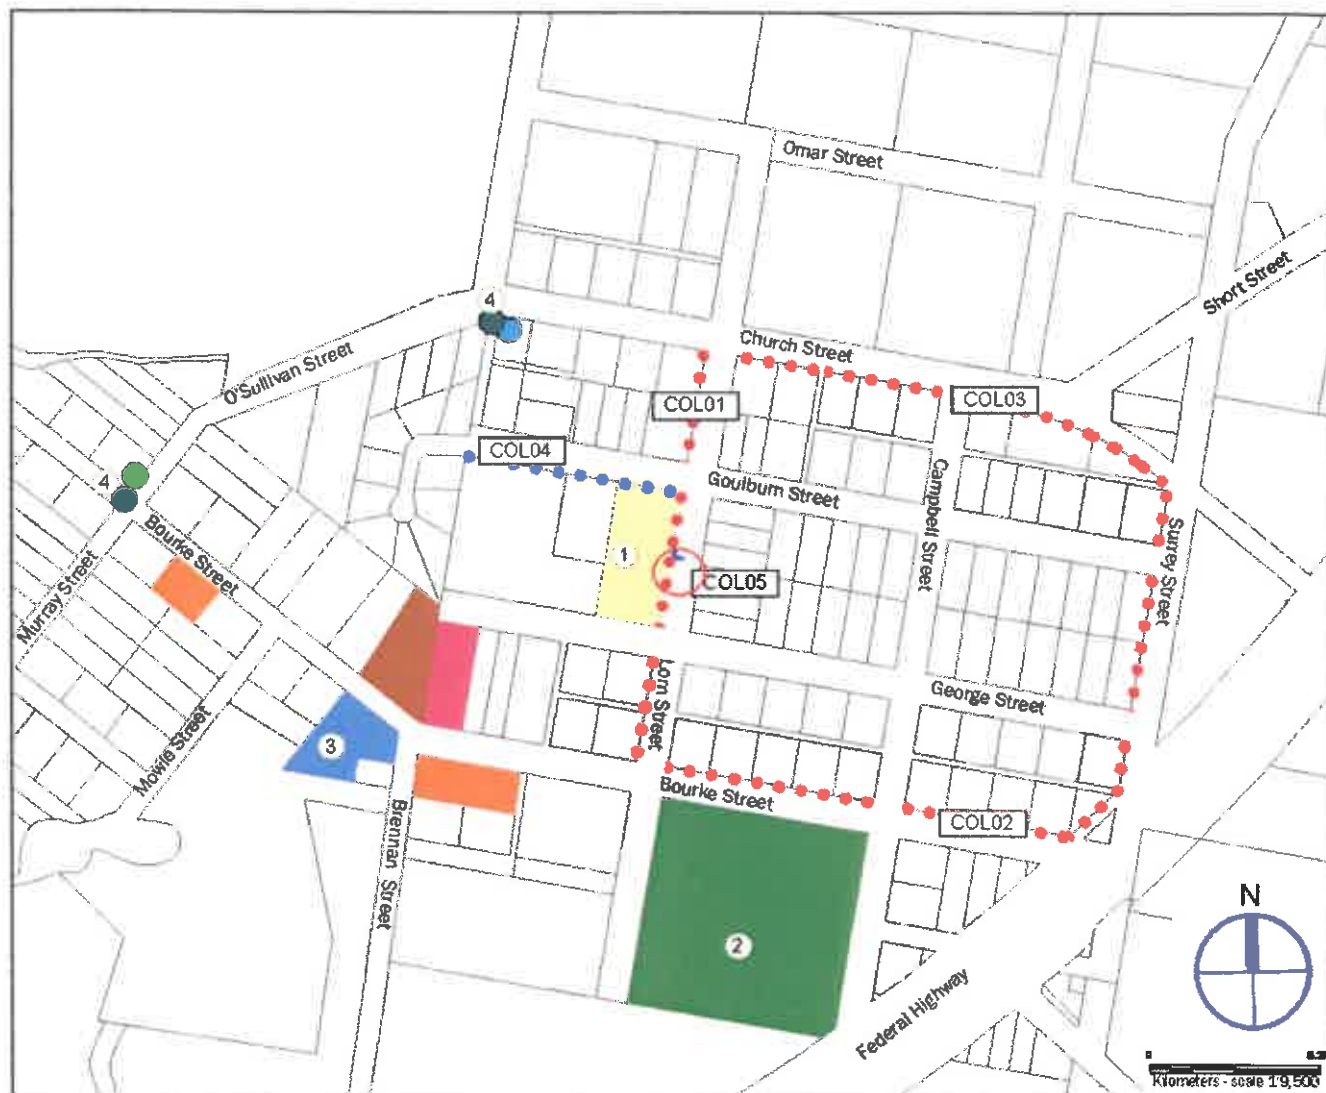 Omar Street
Short Street
4
Church Street
O'Sullivan Street
COL01
COL03
COL04
4
Goulburn Street
Campbell Street
Surrey Street
Bourke Street
1
COL05
Murray Street
Lorn Street
George Street
Mowle Street
3
Bourke Street
COL02
Brennan Street
N
2
Federal Highway
0
Kilometers - scale 1:9,500